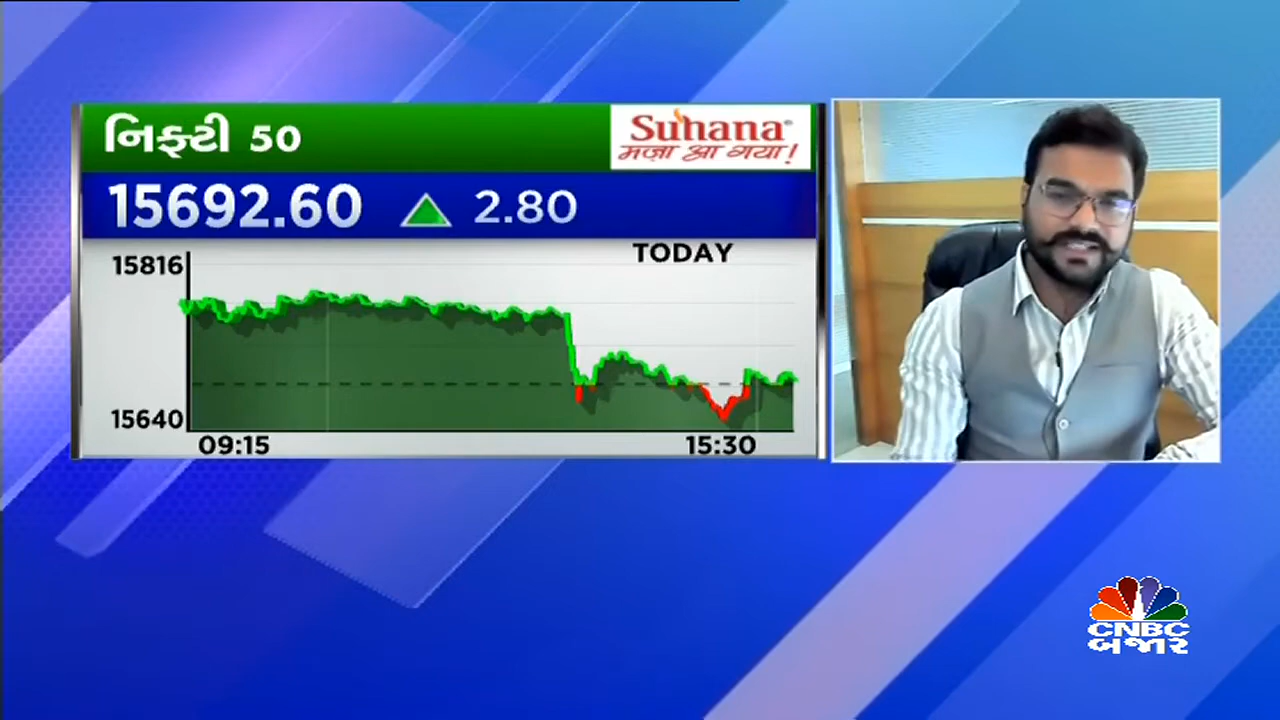 નિફ્ટી 50
Suhana®
मज़ा आ गया!
15692.60 ▲ 2.80
TODAY
15816
15640
09:15 15:30
CNBC
બજાર